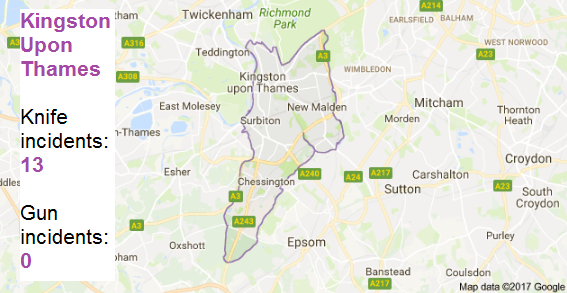 Kingston
Upon
Thames
Knife
incidents:
13
Gun
incidents:
0
Twickenham
Richmond
Park
EARLSFIELD
BALHAM
A316
Teddington
A3
WEST NORWOOD
A23
WIMBLEDON
A308
Kingston
upon Thames
East Molesey
New Malden
Mitcham
Thornton
Heath
-Thames
Surbiton
Morden
Croydon
Esher
A240
A24
A217
Carshalton
A23
Chessington
Sutton
South
Croydon
A3
A3
A243
Oxshott
Epsom
Purley
Banstead
Coulsdon
A217
Map data ©2017 Google